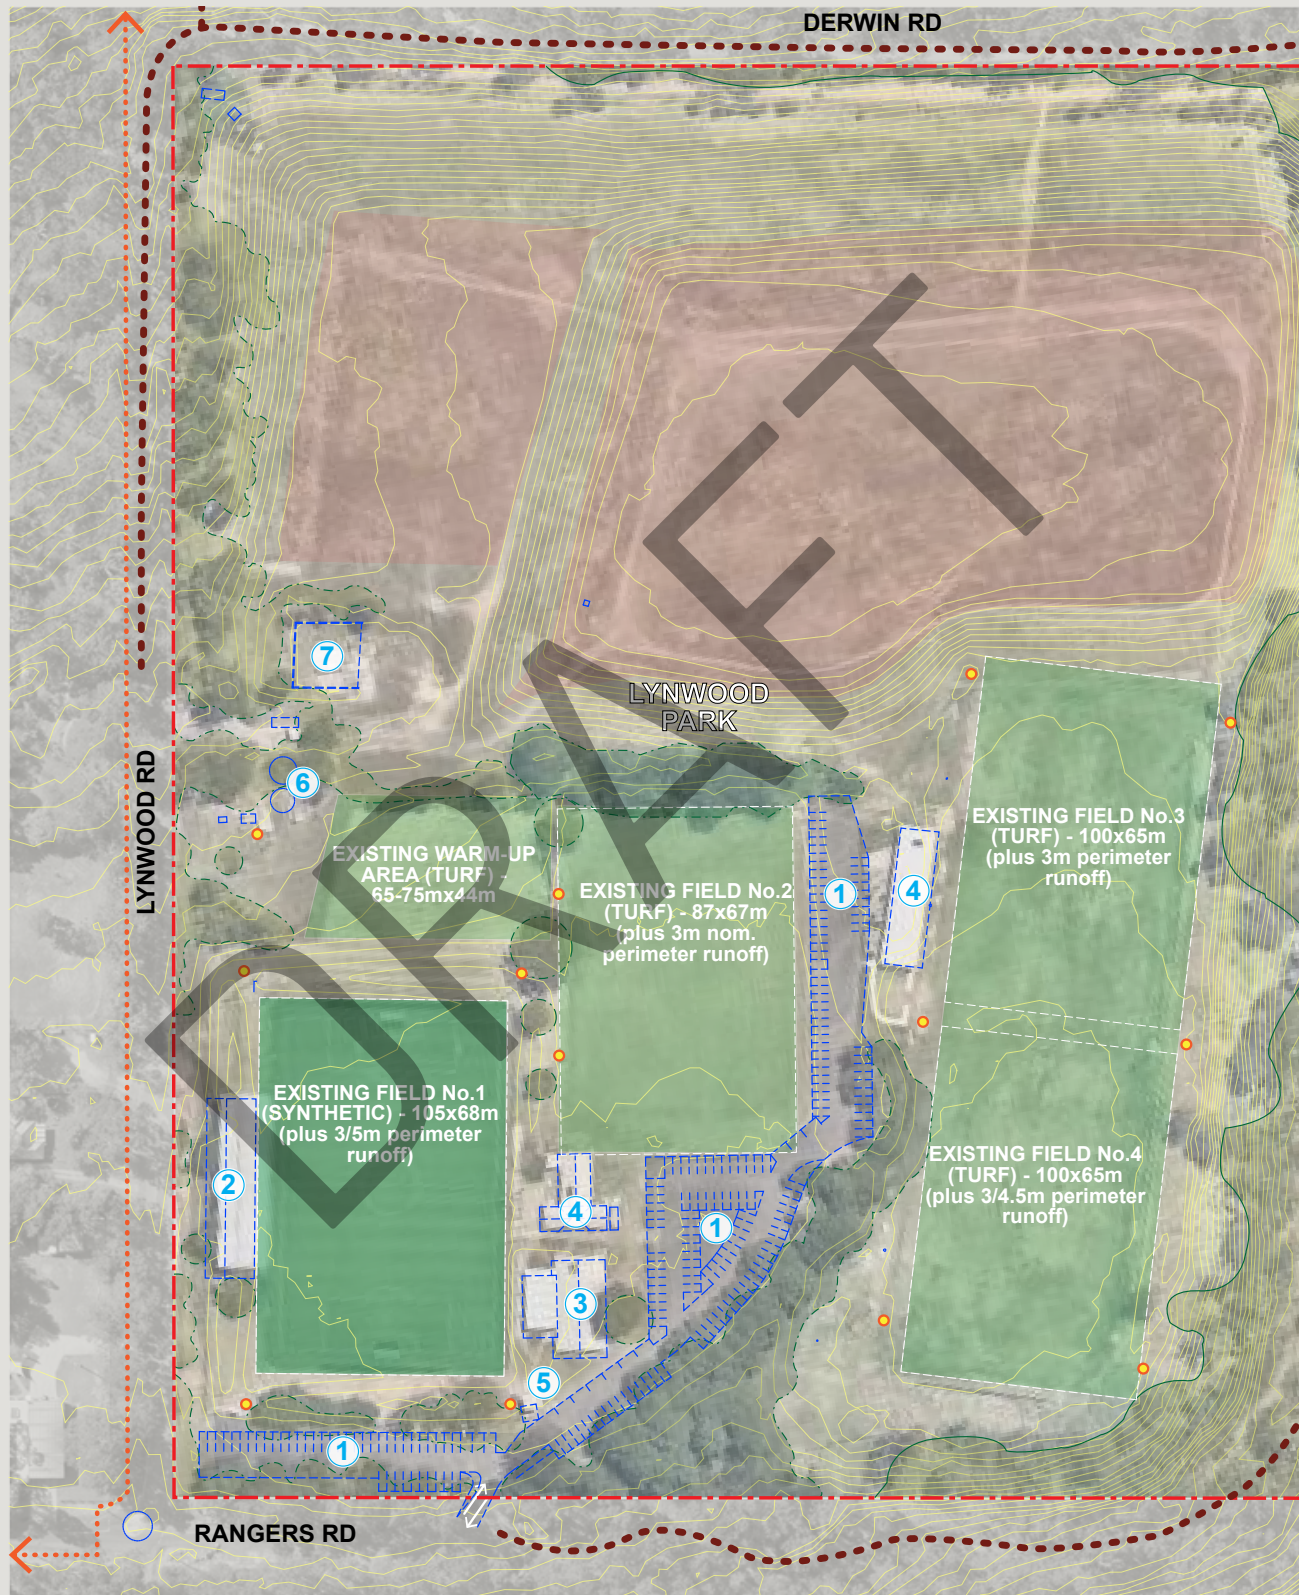 DERWIN RD
7
LYNWOOD
PARK
LYNWOOD RD
6
EXISTING WARM-UP
AREA (TURF) -
65-75mx44m
EXISTING FIELD No.2
(TURF) - 87x67m
(plus 3m nom.
perimeter runoff)
1
4
EXISTING FIELD No.3
(TURF) - 100x65m
(plus 3m perimeter
runoff)
DRAFT
EXISTING FIELD No.1
(SYNTHETIC) - 105x68m
(plus 3/5m perimeter
runoff)
2
4
1
EXISTING FIELD No.4
(TURF) - 100x65m
(plus 3/4.5m perimeter
runoff)
3
5
1
RANGERS RD